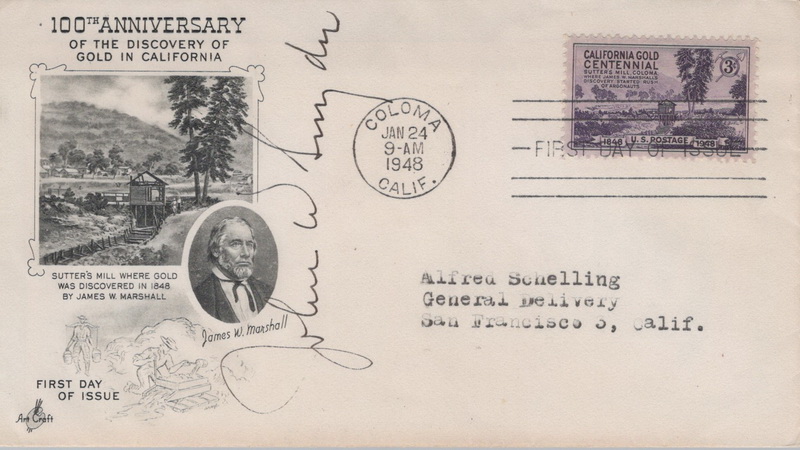 100TH ANNIVERSARY
OF THE DISCOVERY OF
GOLD IN CALIFORNIA
SUTTER'S MILL WHERE GOLD
WAS DISCOVERED IN 1848
BY JAMES W. MARSHALL
James W. Marshall
FIRST DAY
OF ISSUE
Art Craft
John W Snyder
COLOMA
JAN 24
9-AM
1948
CALIF.
CALIFORNIA GOLD
CENTENNIAL
3¢
SUTTER'S MILL, COLOMA
WHERE JAMES W. MARSHALL'S
DISCOVERY STARTED RUSH
OF ARGONAUTS
1848 U.S. POSTAGE 1948
FIRST DAY OF ISSUE
Alfred Schelling
General Delivery
San Francisco 3, Calif.